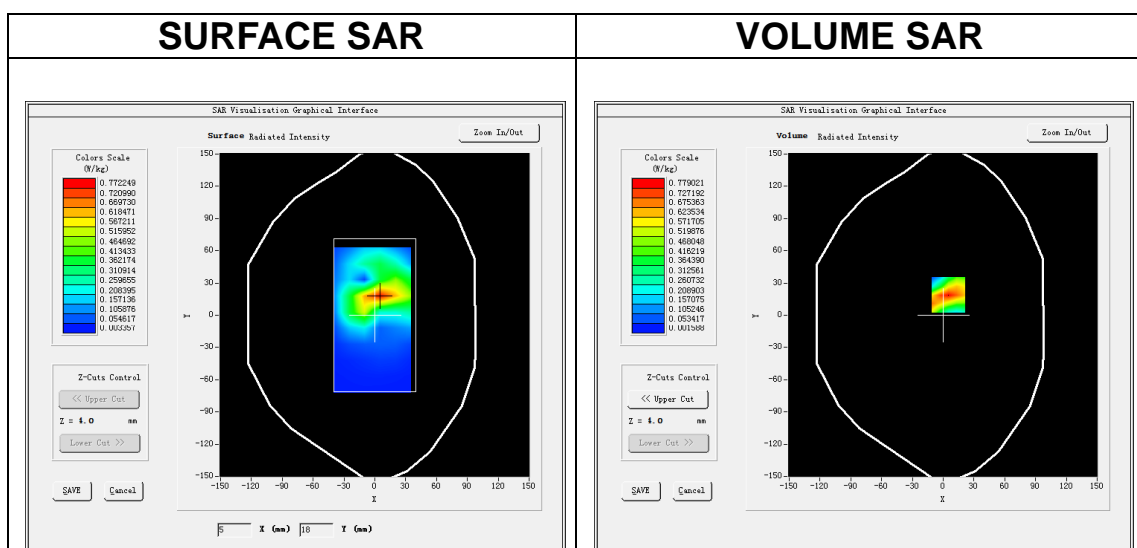 SURFACE SAR
VOLUME SAR
SAR Visualisation Graphical Interface
Surface Radiated Intensity
Zoom In/Out
Colors Scale
(W/kg)
0.772249
0.720990
0.669730
0.618471
0.567211
0.515952
0.464692
0.413433
0.362174
0.310914
0.259655
0.208395
0.157136
0.105876
0.054617
0.003357
150
120
90
60
30
0
-30
-60
-90
-120
-150
Y
-150 -120 -90 -60 -30 0 30 60 90 120 150
X
Z-Cuts Control
<< Upper Cut
Z = 4.0 mm
Lower Cut >>
SAVE Cancel
5 X (mm) 18 Y (mm)
SAR Visualisation Graphical Interface
Volume Radiated Intensity
Zoom In/Out
Colors Scale
(W/kg)
0.779021
0.727192
0.675363
0.623534
0.571705
0.519876
0.468048
0.416219
0.364390
0.312561
0.260732
0.208903
0.157075
0.105246
0.053417
0.001588
150
120
90
60
30
0
-30
-60
-90
-120
-150
Y
-150 -120 -90 -60 -30 0 30 60 90 120 150
X
Z-Cuts Control
<< Upper Cut
Z = 4.0 mm
Lower Cut >>
SAVE Cancel